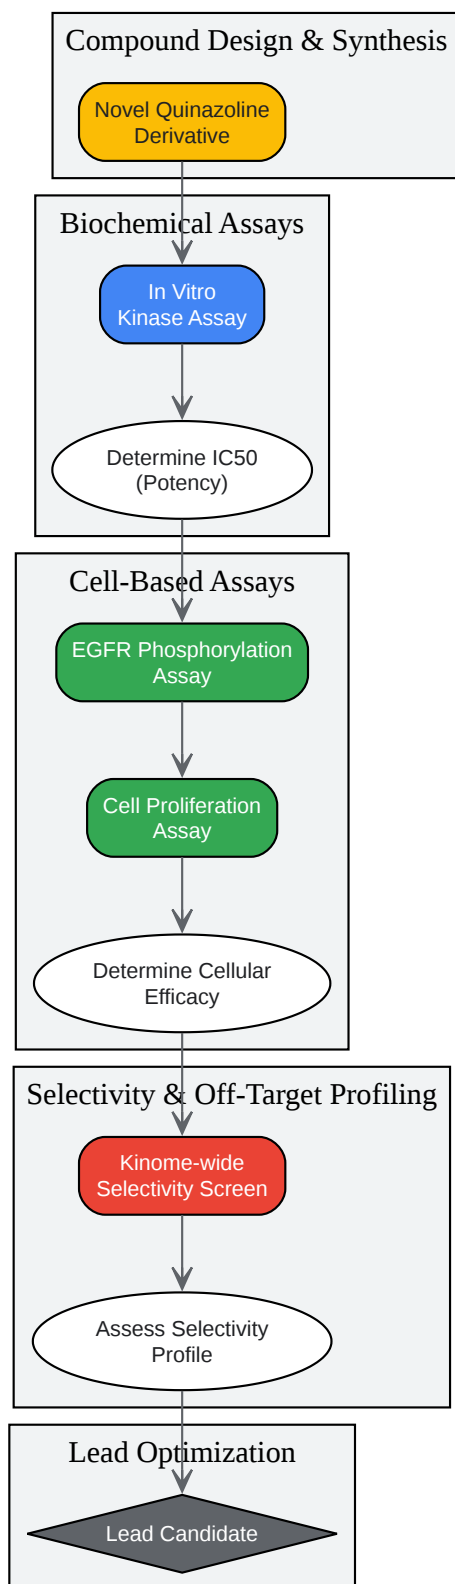 Compound Design & Synthesis
Novel Quinazoline
Derivative
Biochemical Assays
In Vitro
Kinase Assay
Determine IC50
(Potency)
Cell-Based Assays
EGFR Phosphorylation
Assay
Cell Proliferation
Assay
Determine Cellular
Efficacy
Selectivity & Off-Target Profiling
Kinome-wide
Selectivity Screen
Assess Selectivity
Profile
Lead Optimization
Lead Candidate